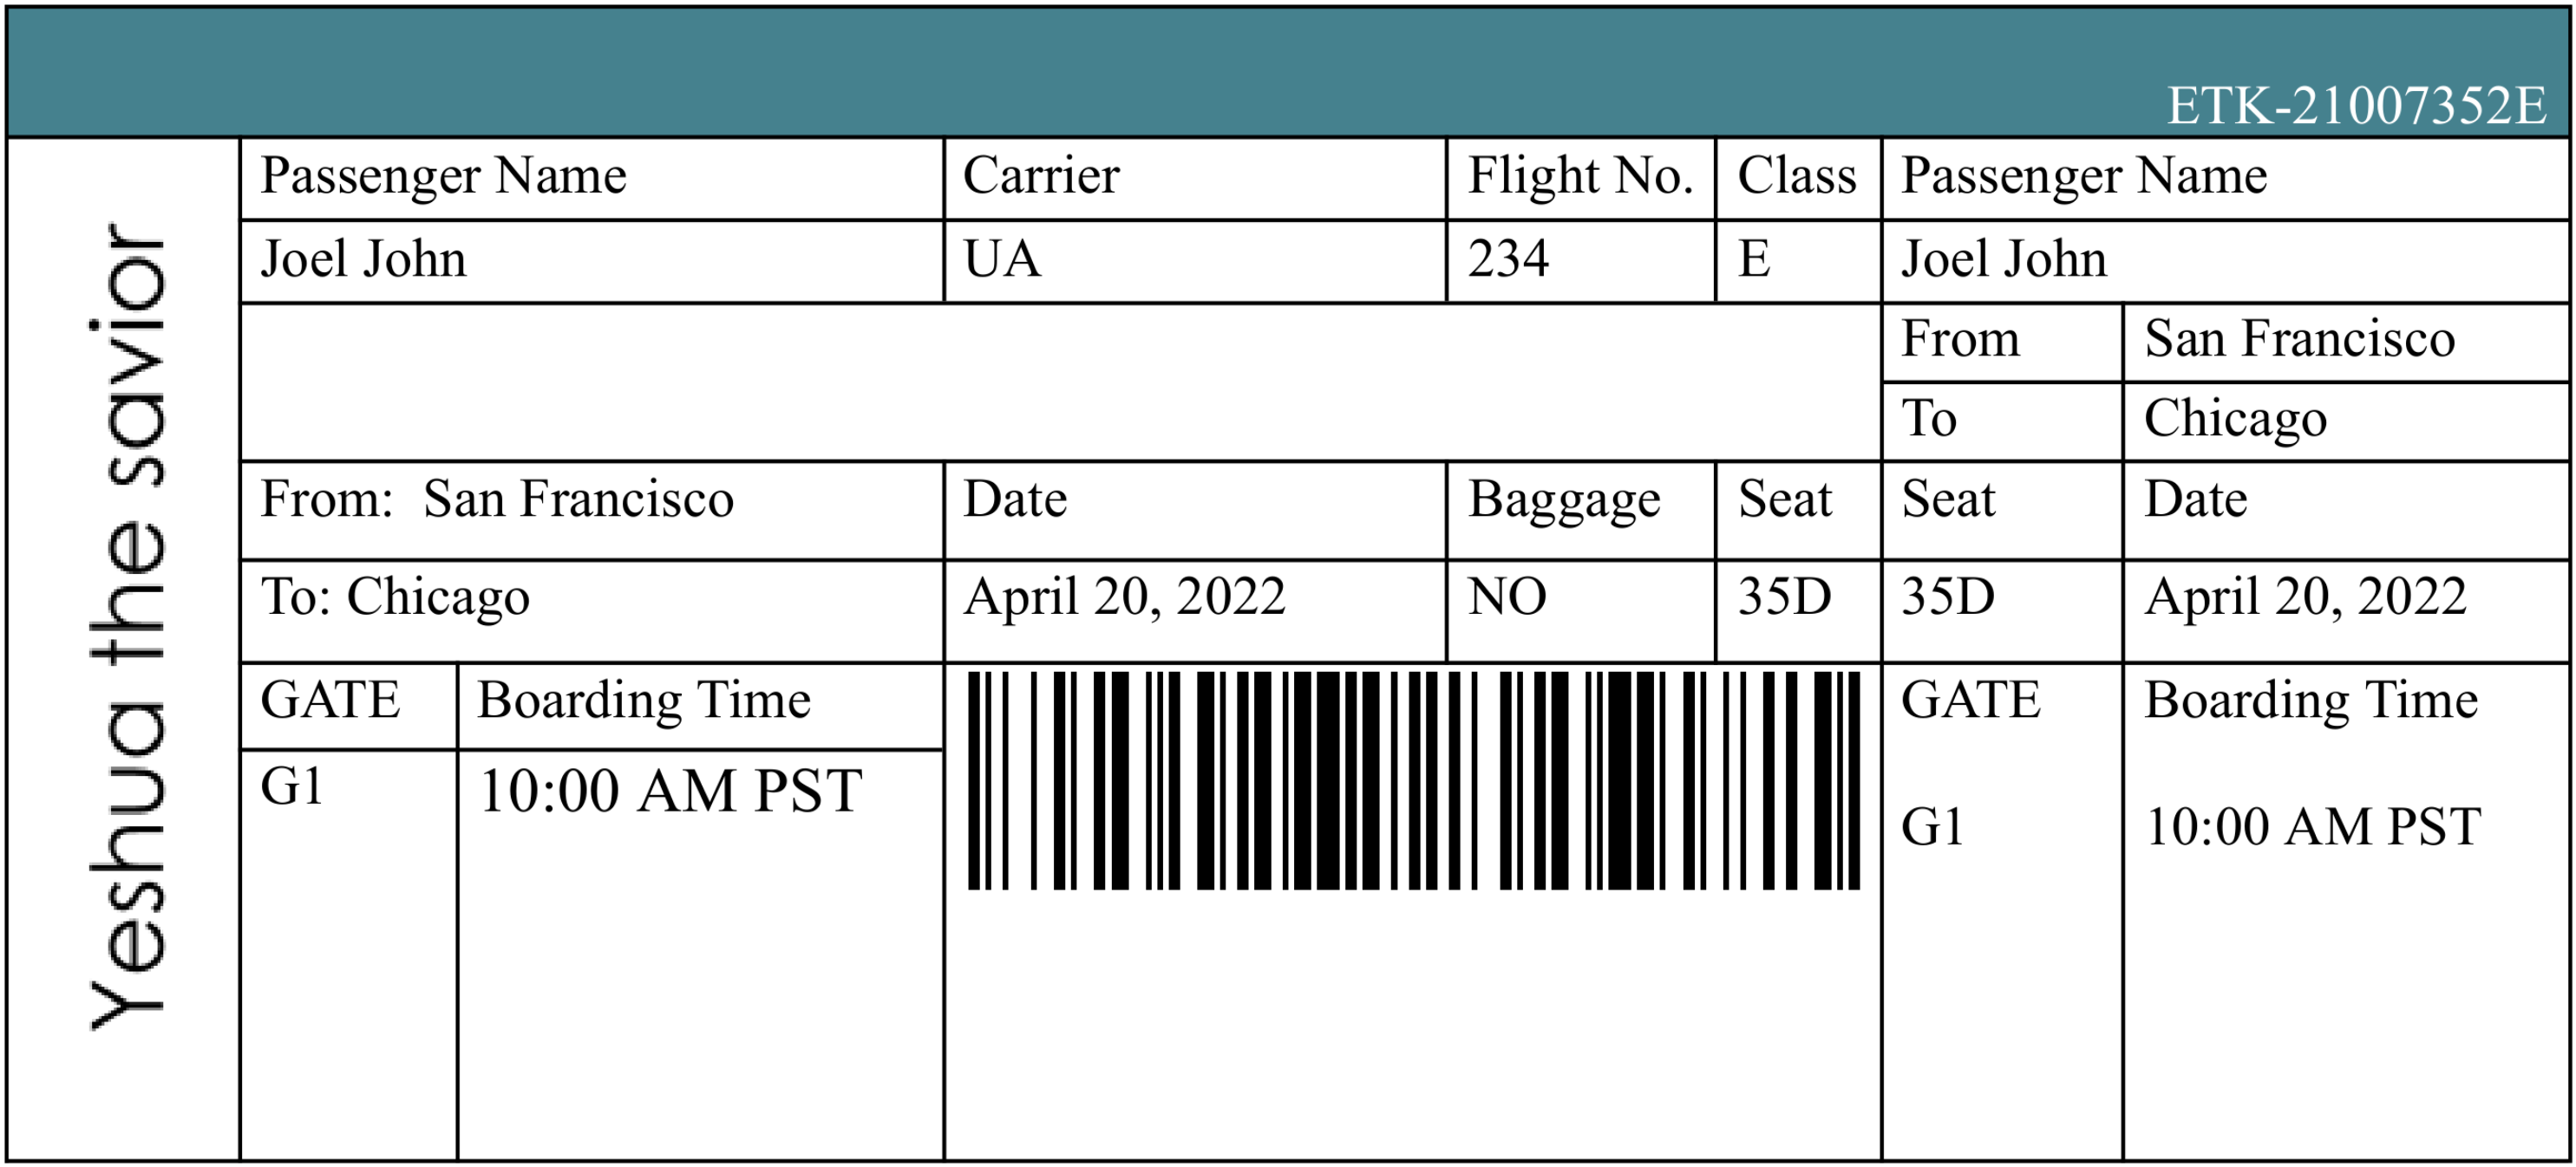 ETK-21007352E
Yeshua the savior
Passenger Name Carrier Flight No. Class Passenger Name
Joel John UA 234 E Joel John
From San Francisco
To Chicago
From: San Francisco Date Baggage Seat Seat Date
To: Chicago April 20, 2022 NO 35D 35D April 20, 2022
GATE Boarding Time GATE Boarding Time
G1 10:00 AM PST G1 10:00 AM PST